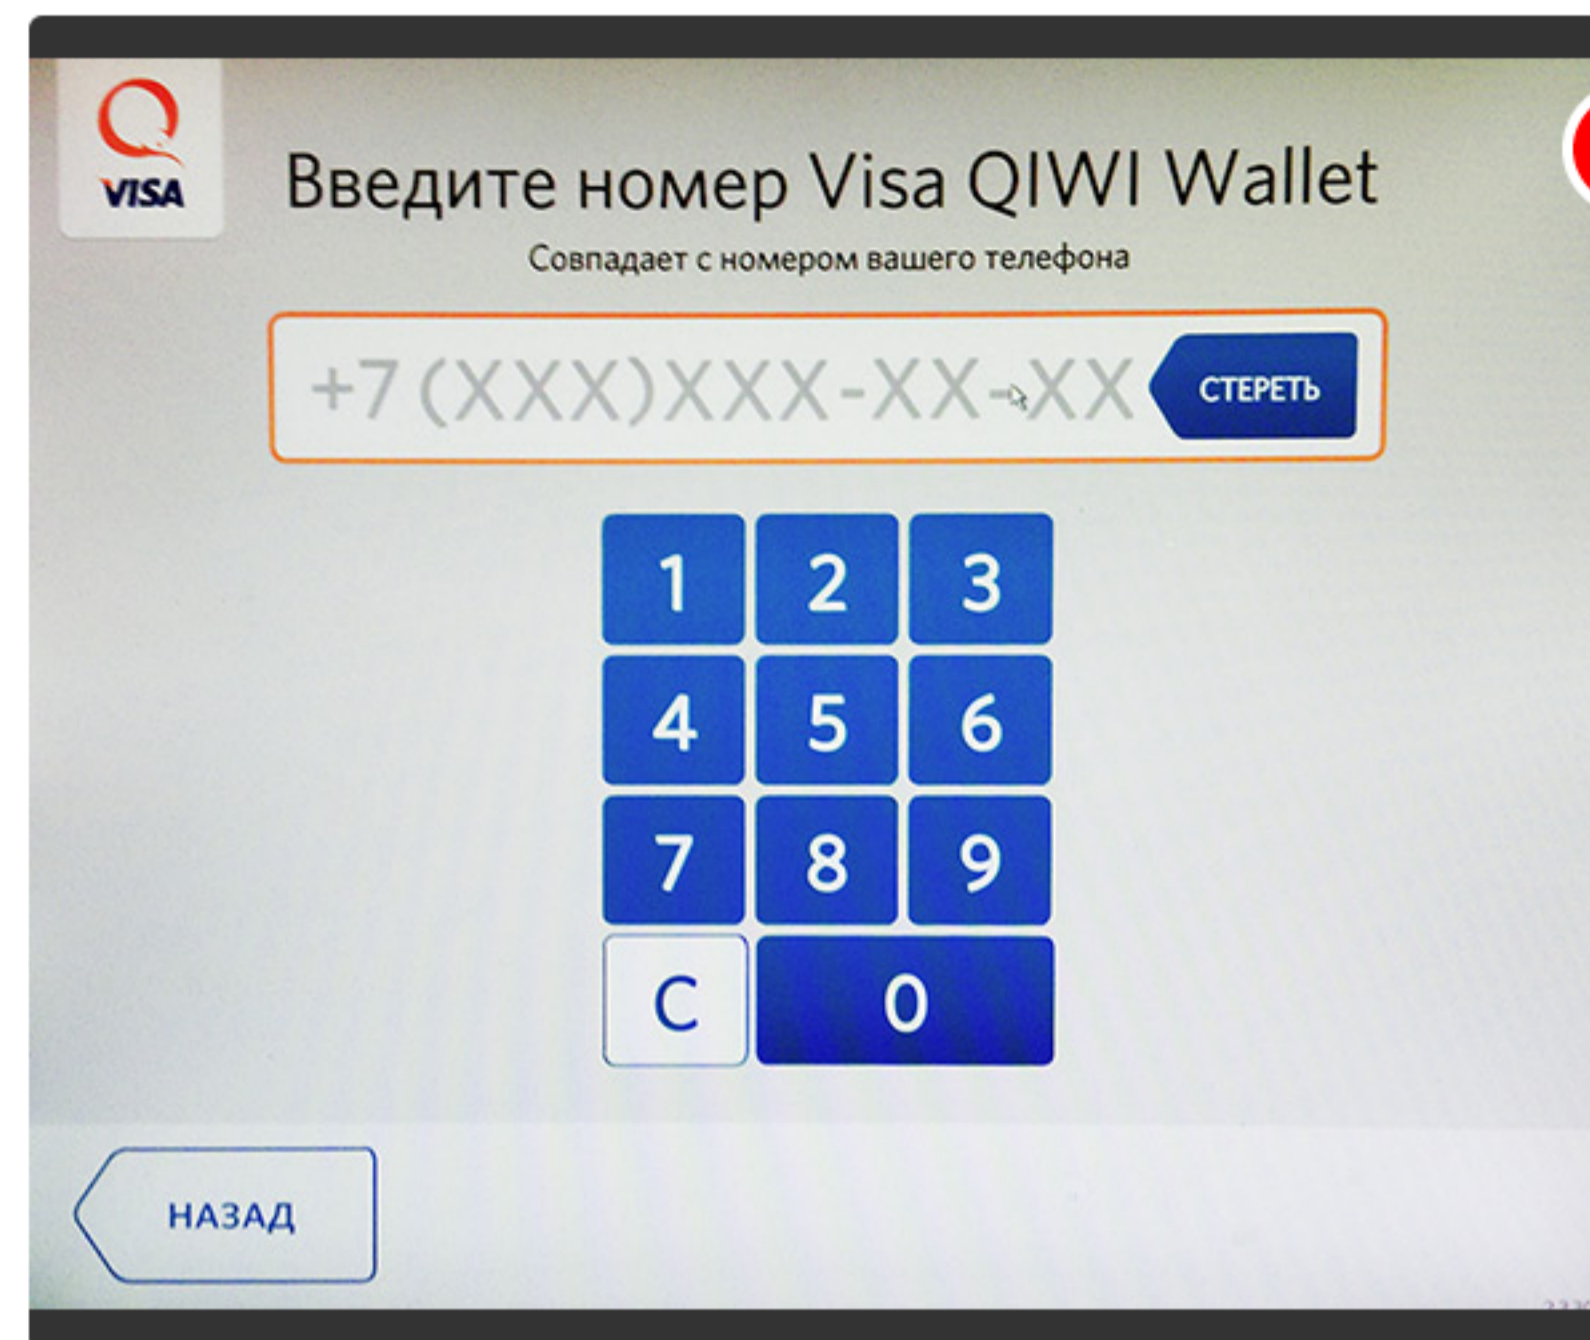 VISA
Введите номер Visa QIWI Wallet
Совпадает с номером вашего телефона
+7 (XXX)XXX-XX-XX
СТЕРЕТЬ
1 2 3
4 5 6
7 8 9
C 0
НАЗАД